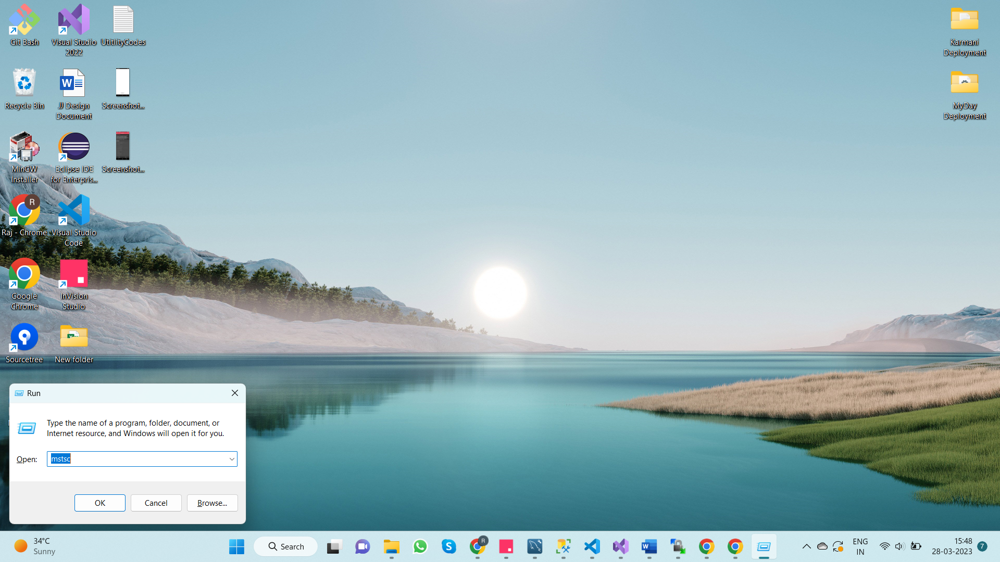 Git Bash
Visual Studio
2022
UtitlityCodes
Recycle Bin
JJ Design
Document
Screenshot...
MinGW
Installer
Eclipse IDE
for Enterpris...
Screenshot...
R
Raj - Chrome
Visual Studio
Code
Google
Chrome
InVision
Studio
Sourcetree
New folder
Karmani
Deployment
MyDay
Deployment
Run
Type the name of a program, folder, document, or
Internet resource, and Windows will open it for you.
Open:
mstsc
OK
Cancel
Browse...
34°C
Sunny
Search
R
ENG
IN
15:48
28-03-2023
7